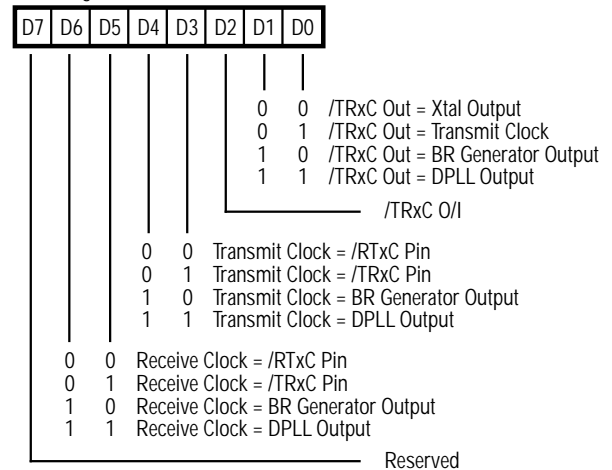 D7 D6 D5 D4 D3 D2 D1 D0
0 0 /TRxC Out = Xtal Output
0 1 /TRxC Out = Transmit Clock
1 0 /TRxC Out = BR Generator Output
1 1 /TRxC Out = DPLL Output
/TRxC O/I
0 0 Transmit Clock = /RTxC Pin
0 1 Transmit Clock = /TRxC Pin
1 0 Transmit Clock = BR Generator Output
1 1 Transmit Clock = DPLL Output
0 0 Receive Clock = /RTxC Pin
0 1 Receive Clock = /TRxC Pin
1 0 Receive Clock = BR Generator Output
1 1 Receive Clock = DPLL Output
Reserved